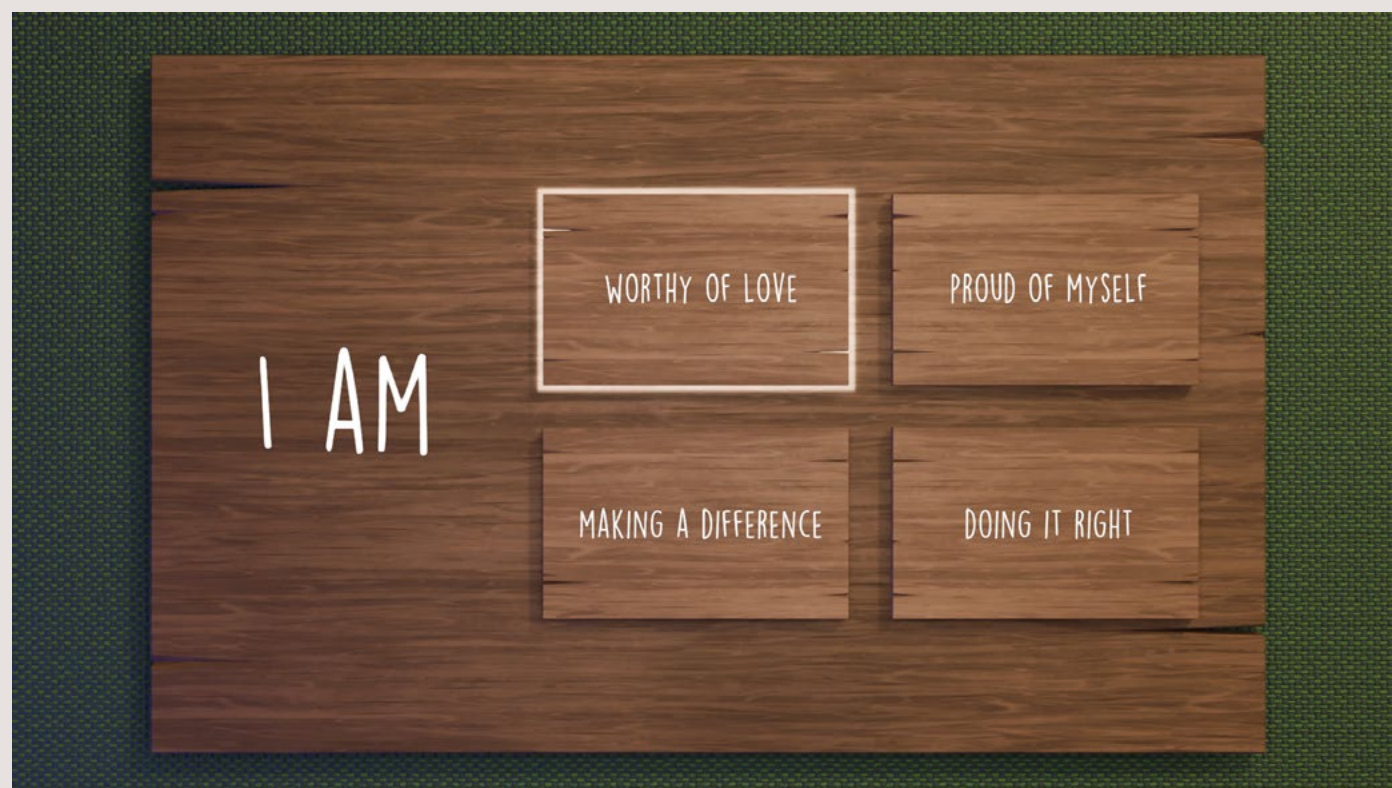 I AM
WORTHY OF LOVE
PROUD OF MYSELF
MAKING A DIFFERENCE
DOING IT RIGHT